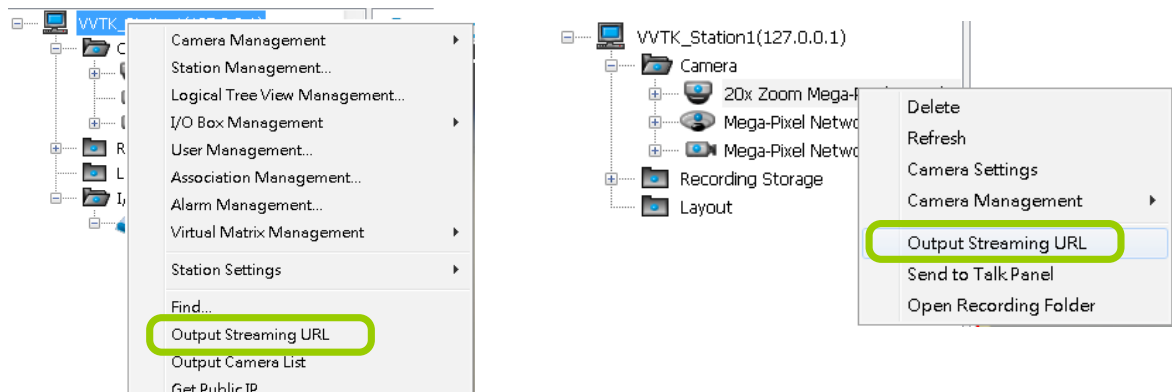 VVTK_
Camera Management
Station Management...
Logical Tree View Management...
I/O Box Management
User Management...
Association Management...
Alarm Management...
Virtual Matrix Management
Station Settings
Find...
Output Streaming URL
Output Camera List
Get Public IP
VVTK_Station1(127.0.0.1)
Camera
20x Zoom Mega-P
Mega-Pixel Netwo
Mega-Pixel Netwo
Recording Storage
Layout
Delete
Refresh
Camera Settings
Camera Management
Output Streaming URL
Send to Talk Panel
Open Recording Folder